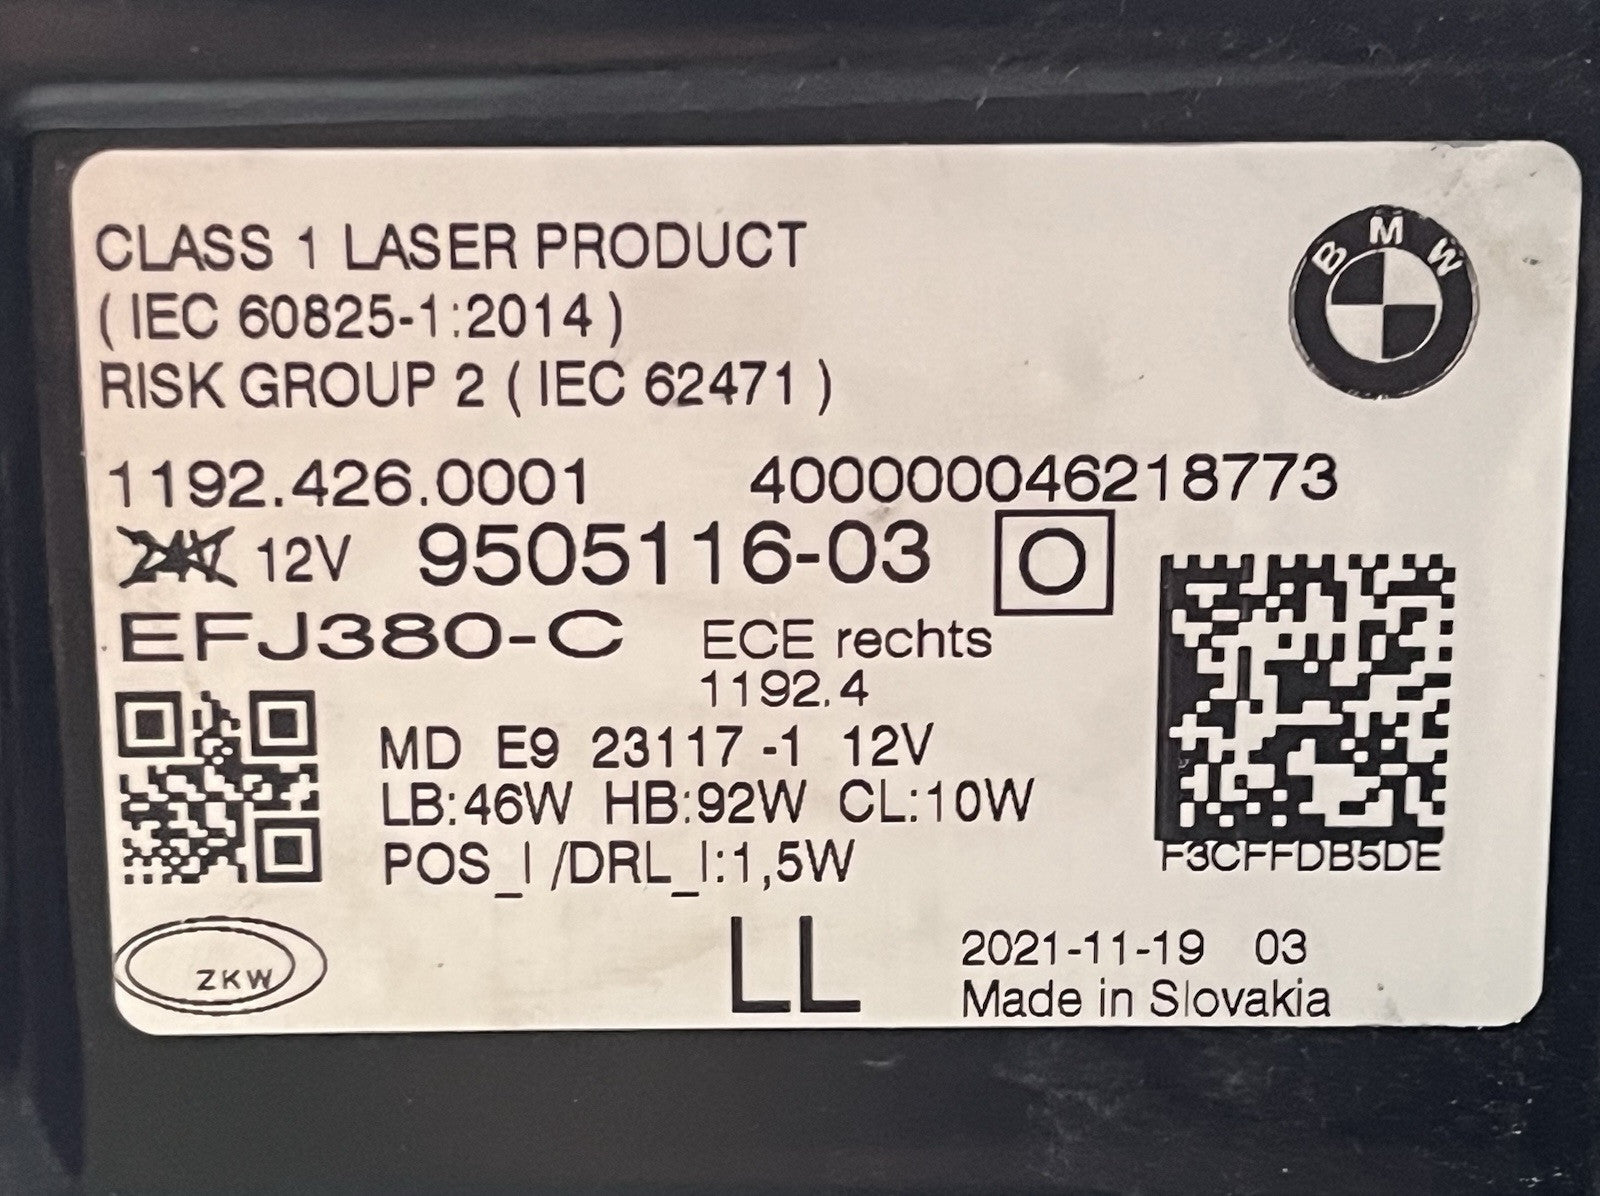 CLASS 1 LASER PRODUCT
( IEC 60825-1:2014 )
RISK GROUP 2 ( IEC 62471 )
BMW
1192.426.0001 400000046218773
24V 12V 9505116-03 O
EFJ380-C ECE rechts
1192.4
MD E9 23117 -1 12V
LB:46W HB:92W CL:10W
POS_I /DRL_I:1,5W
F3CFFDB5DE
ZKW
LL
2021-11-19 03
Made in Slovakia